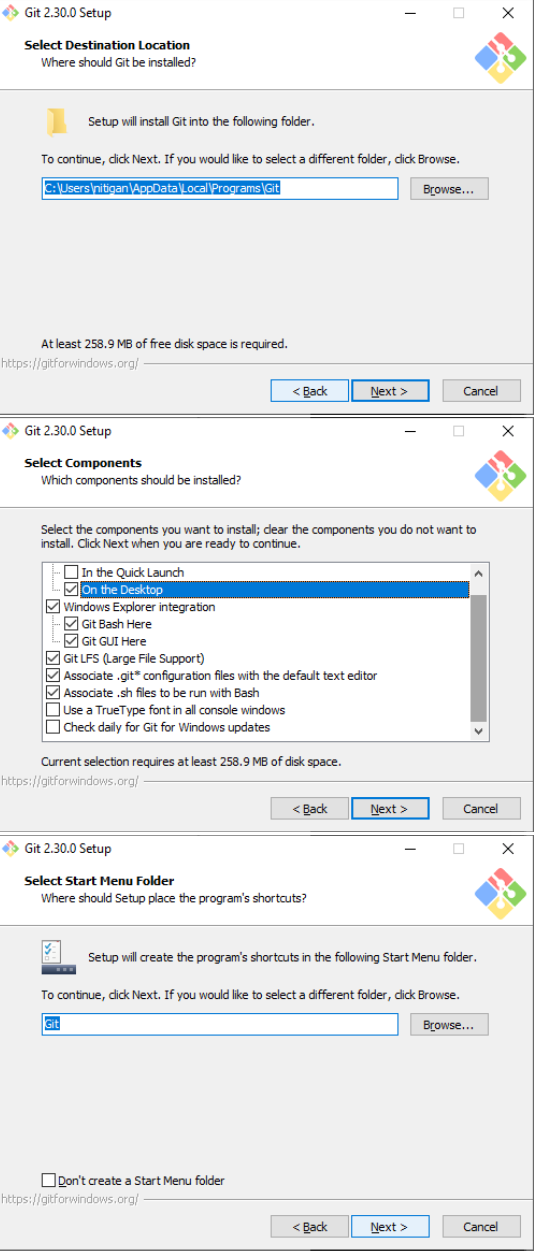 Git 2.30.0 Setup
Select Destination Location
Where should Git be installed?
Setup will install Git into the following folder.
To continue, click Next. If you would like to select a different folder, click Browse.
C:\Users\nitigan\AppData\Local\Programs\Git
Browse...
At least 258.9 MB of free disk space is required.
https://gitforwindows.org/
< Back Next > Cancel
Git 2.30.0 Setup
Select Components
Which components should be installed?
Select the components you want to install; clear the components you do not want to
install. Click Next when you are ready to continue.
In the Quick Launch
On the Desktop
Windows Explorer integration
Git Bash Here
Git GUI Here
Git LFS (Large File Support)
Associate .git* configuration files with the default text editor
Associate .sh files to be run with Bash
Use a TrueType font in all console windows
Check daily for Git for Windows updates
Current selection requires at least 258.9 MB of disk space.
https://gitforwindows.org/
< Back Next > Cancel
Git 2.30.0 Setup
Select Start Menu Folder
Where should Setup place the program's shortcuts?
Setup will create the program's shortcuts in the following Start Menu folder.
To continue, click Next. If you would like to select a different folder, click Browse.
Git
Browse...
Don't create a Start Menu folder
https://gitforwindows.org/
< Back Next > Cancel